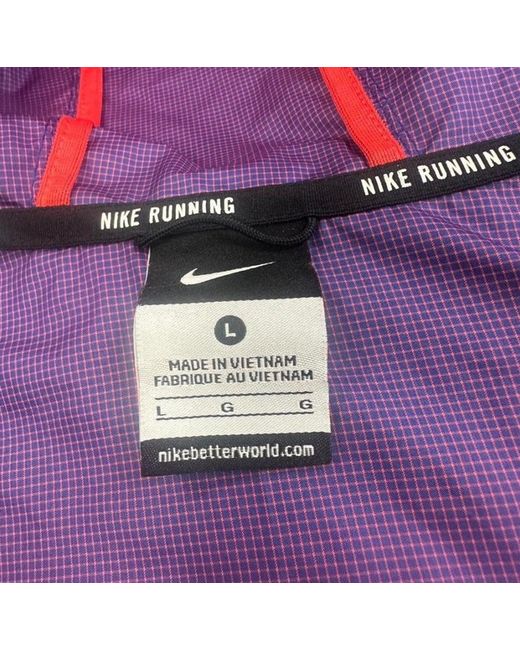 NIKE RUNNING
NIKE RUNNING
L
MADE IN VIETNAM
FABRIQUE AU VIETNAM
L G G
nikebetterworld.com